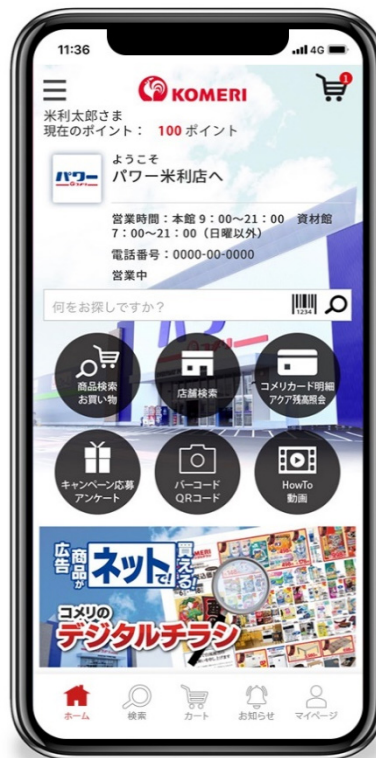 11:36
4G
KOMERI
1
米利太郎さま
現在のポイント： 100 ポイント
パワー
ようこそ
パワー米利店へ
営業時間：本館 9：00～21：00 資材館
7：00～21：00（日曜以外）
電話番号：0000-00-0000
営業中
何をお探しですか？
1234
商品検索
お買い物
店舗検索
コメリカード明細
アクア残高照会
キャンペーン応募
アンケート
バーコード
QRコード
HowTo
動画
広告商品がネットで！買える！
コメリの
デジタルチラシ
ホーム
検索
カート
お知らせ
マイページ